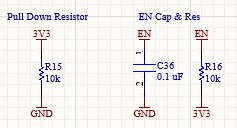 Pull Down Resistor
EN Cap & Res
3V3
EN
EN
R15
10k
1
C36
0.1 uF
2
R16
10k
GND
GND
3V3